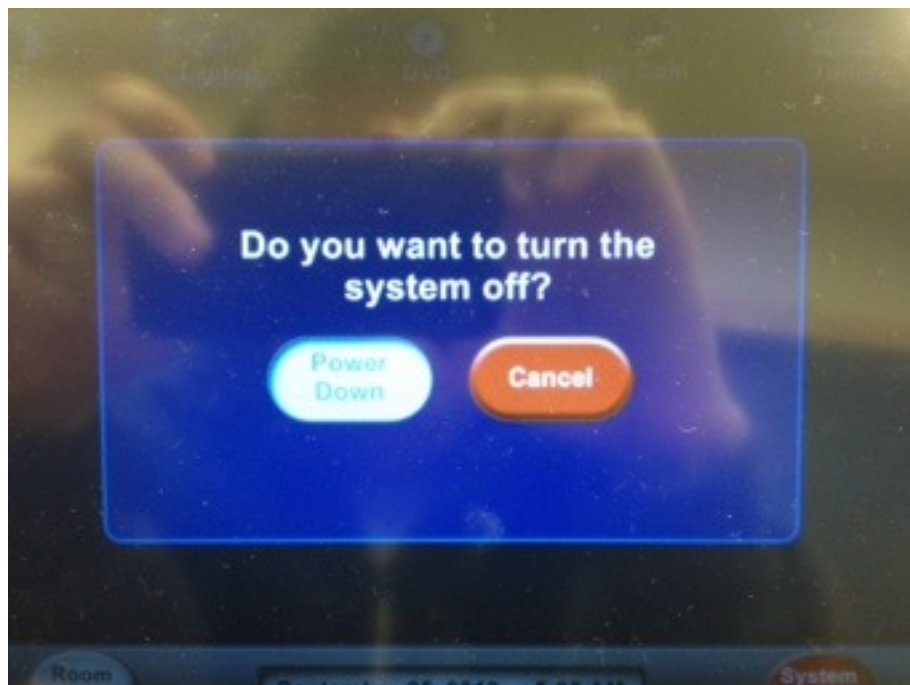 Laptop DVD
Do you want to turn the
system off?
Power
Down
Cancel
Room
System